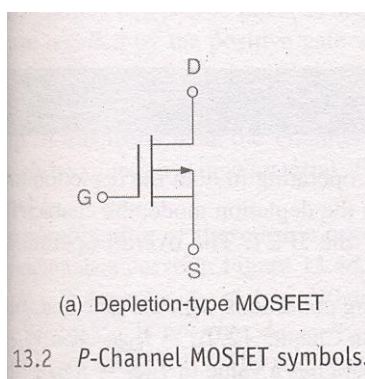 D
G
S
(a) Depletion-type MOSFET
13.2 P-Channel MOSFET symbols.